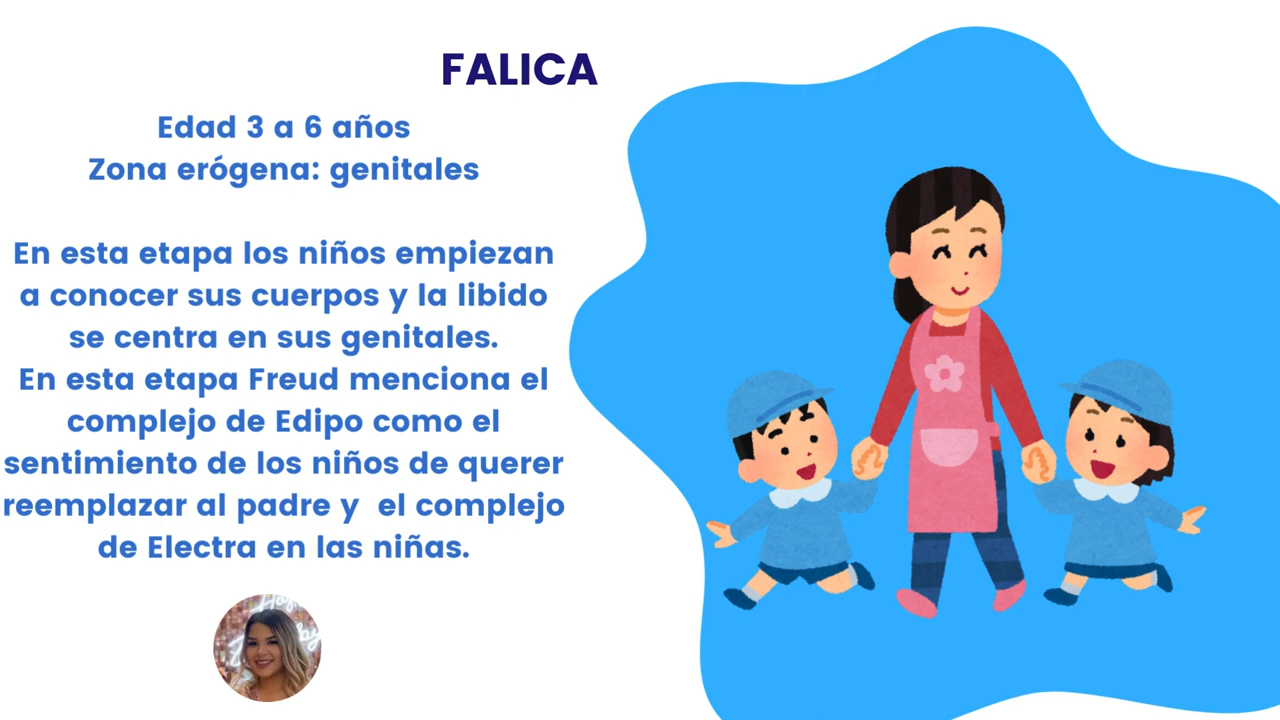 FALICA
Edad 3 a 6 años
Zona erógena: genitales
En esta etapa los niños empiezan
a conocer sus cuerpos y la libido
se centra en sus genitales.
En esta etapa Freud menciona el
complejo de Edipo como el
sentimiento de los niños de querer
reemplazar al padre y  el complejo
de Electra en las niñas.